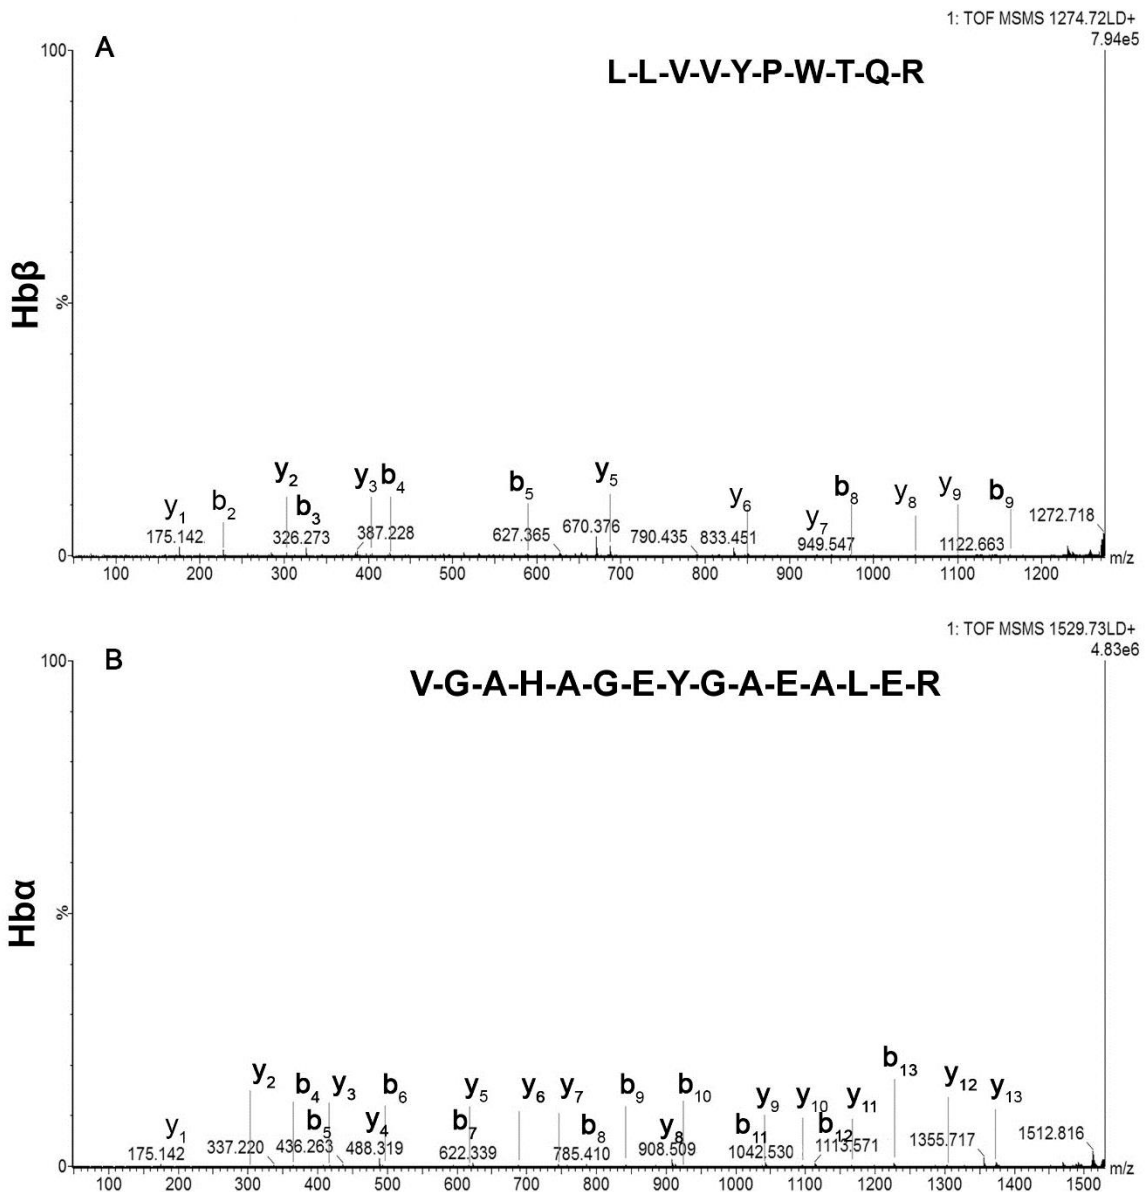 1: TOF MSMS 1274.72LD+
7.94e5
A
L-L-V-V-Y-P-W-T-Q-R
100
%
0
Hbβ
y₁ b₂ y₂ b₃ y₃ b₄ b₅ y₅ y₆ y₇ b₈ y₈ y₉ b₉
175.142 326.273 387.228 627.365 670.376 790.435 833.451 949.547 1122.663 1272.718
100 200 300 400 500 600 700 800 900 1000 1100 1200 m/z
1: TOF MSMS 1529.73LD+
4.83e6
B
V-G-A-H-A-G-E-Y-G-A-E-A-L-E-R
100
%
0
Hbα
y₁ y₂ b₄ b₅ y₃ y₄ b₆ b₇ y₅ y₆ y₇ b₈ b₉ y₈ b₁₀ b₁₁ y₉ y₁₀ b₁₂ y₁₁ b₁₃ y₁₂ y₁₃
175.142 337.220 436.263 488.319 622.339 785.410 908.509 1042.530 1113.571 1355.717 1512.816
100 200 300 400 500 600 700 800 900 1000 1100 1200 1300 1400 1500 m/z